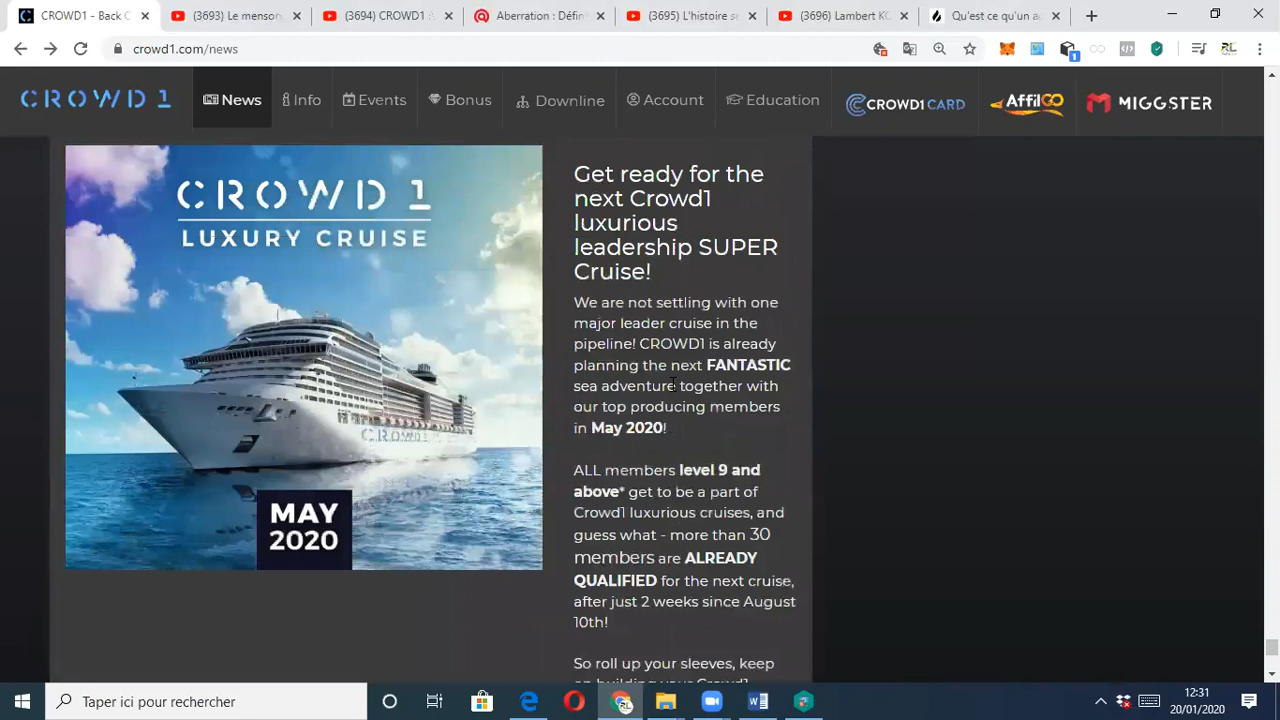 CROWD1 - Back O
(3693) Le menson
(3694) CROWD1
Aberration : Défin
(3695) L'histoire s
(3696) Lambert KO
Qu'est ce qu'un a
crowd1.com/news
CROWD 1
News
Info
Events
Bonus
Downline
Account
Education
CROWD1CARD
AffilGO
MIGGSTER
CROWD 1
LUXURY CRUISE
CROWD 1
MAY
2020
Get ready for the
next Crowd1
luxurious
leadership SUPER
Cruise!
We are not settling with one
major leader cruise in the
pipeline! CROWD1 is already
planning the next FANTASTIC
sea adventure together with
our top producing members
in May 2020!
ALL members level 9 and
above* get to be a part of
Crowd1 luxurious cruises, and
guess what - more than 30
members are ALREADY
QUALIFIED for the next cruise,
after just 2 weeks since August
10th!
So roll up your sleeves, keep
Taper ici pour rechercher
2:31
20/01/2020